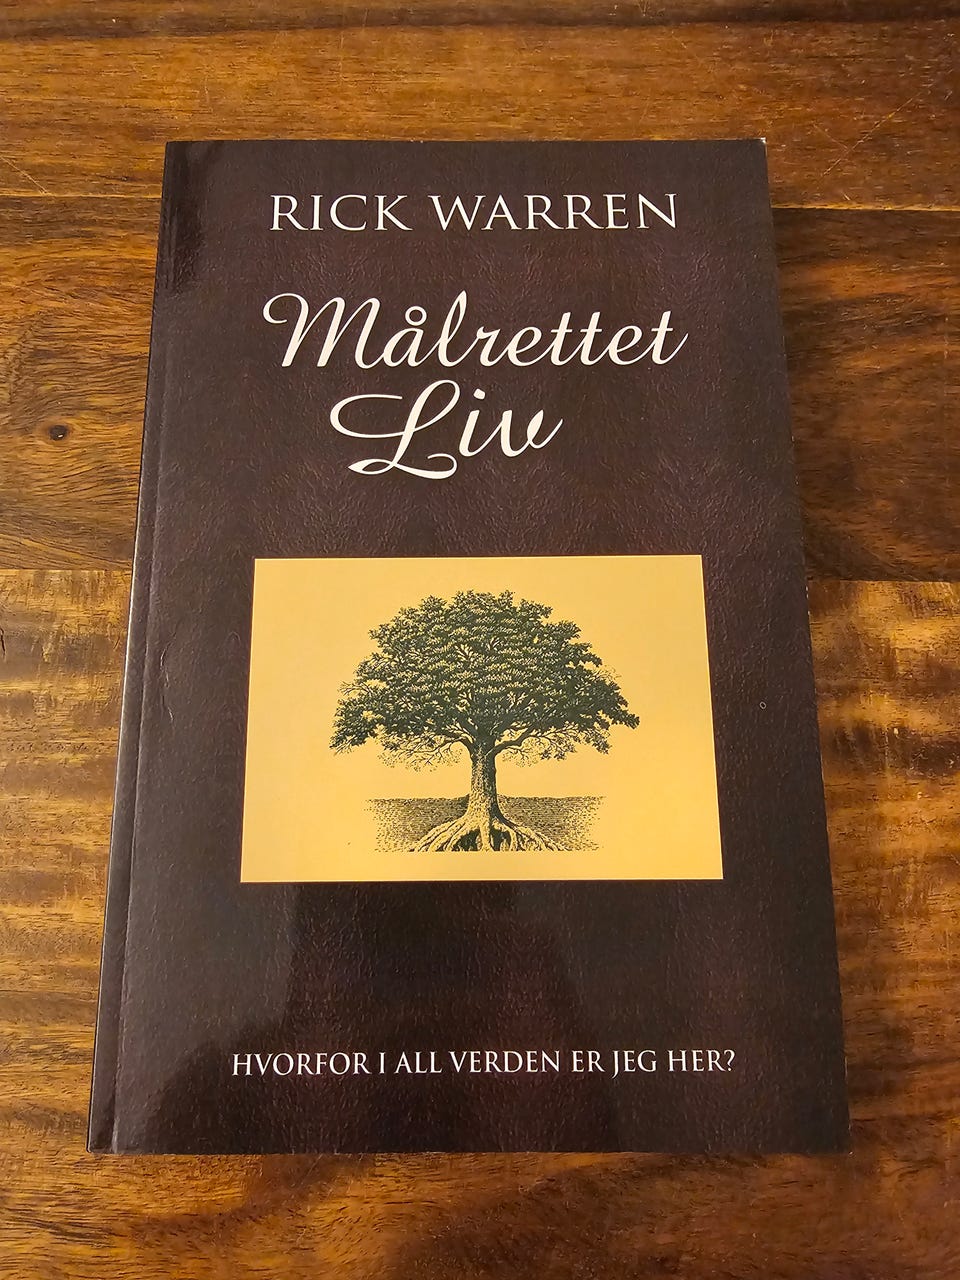 RICK WARREN
Målrettet
Liv
HVORFOR I ALL VERDEN ER JEG HER?